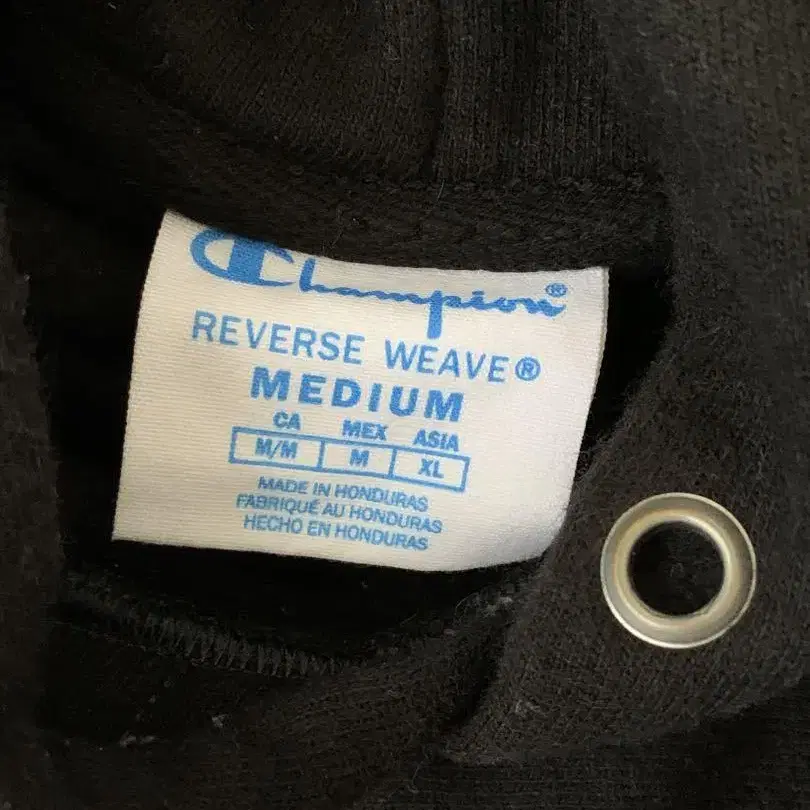 Champion®
REVERSE WEAVE®
MEDIUM
CA MEX ASIA
M/M M XL
MADE IN HONDURAS
FABRIQUÉ AU HONDURAS
HECHO EN HONDURAS